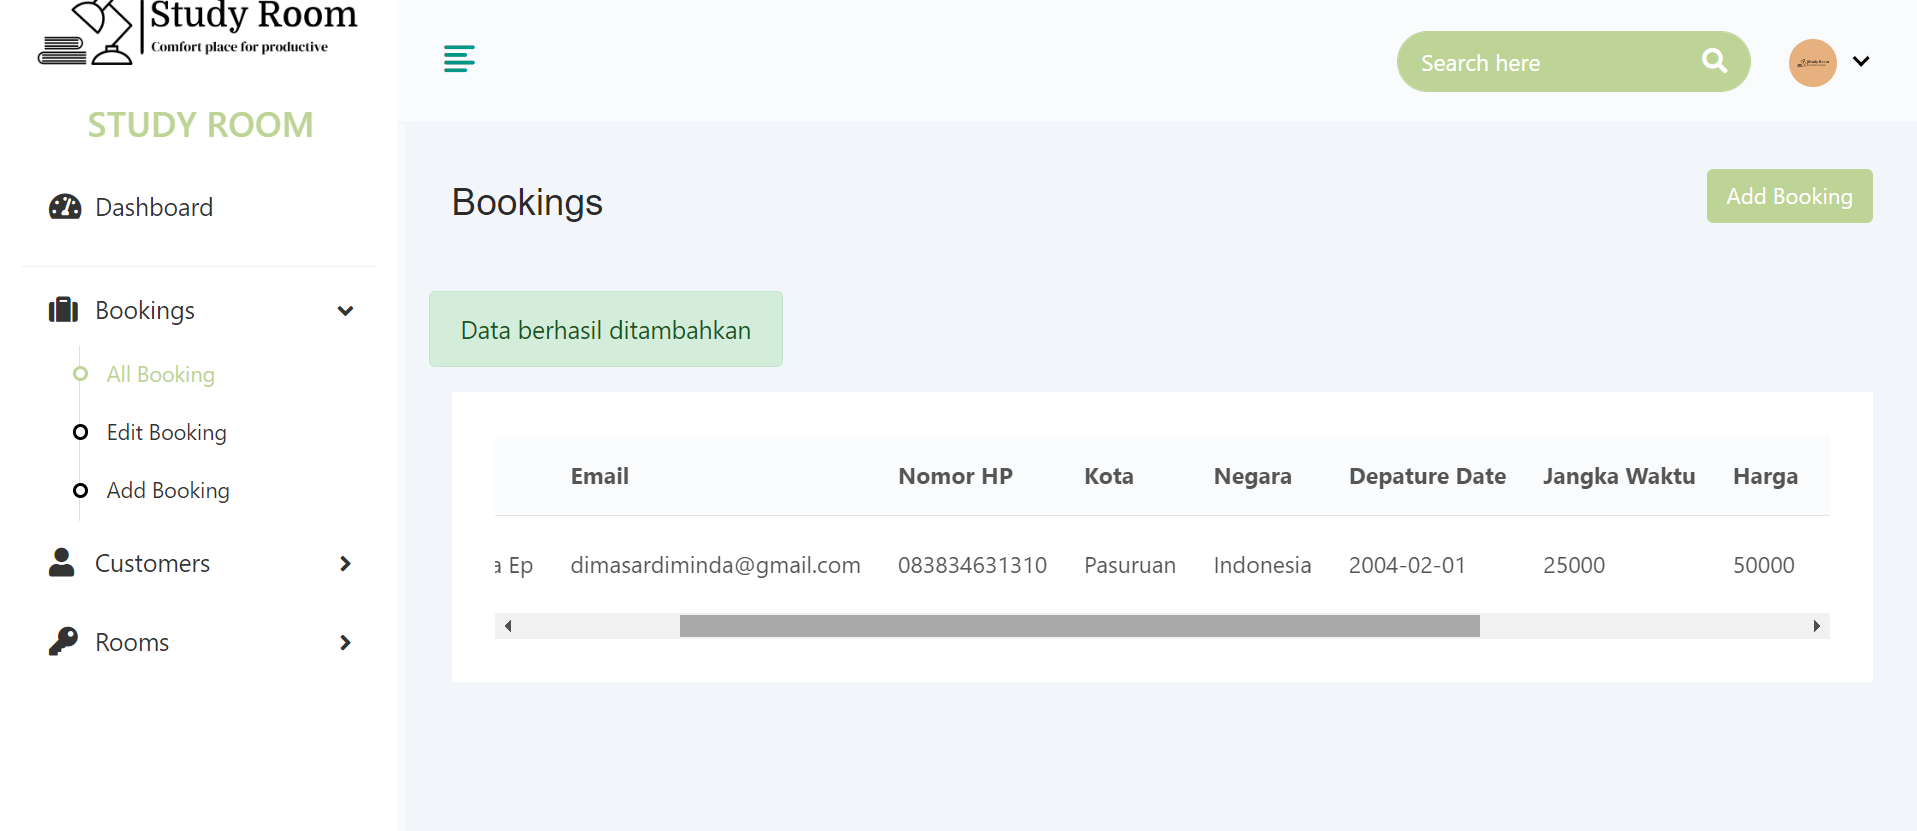 Study Room
Comfort place for productive
STUDY ROOM
Dashboard
Bookings
All Booking
Edit Booking
Add Booking
Customers
Rooms
Search here
Bookings
Add Booking
Data berhasil ditambahkan
Email Nomor HP Kota Negara Depature Date Jangka Waktu Harga
a Ep dimasardiminda@gmail.com 083834631310 Pasuruan Indonesia 2004-02-01 25000 50000